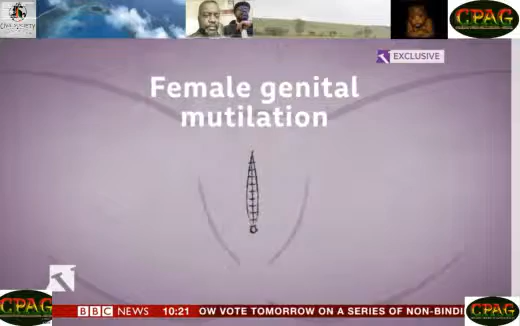 CPAG
EXCLUSIVE
Female genital
mutilation
CPAG
BBC NEWS 10:21 OW VOTE TOMORROW ON A SERIES OF NON-BINDI
CPAG